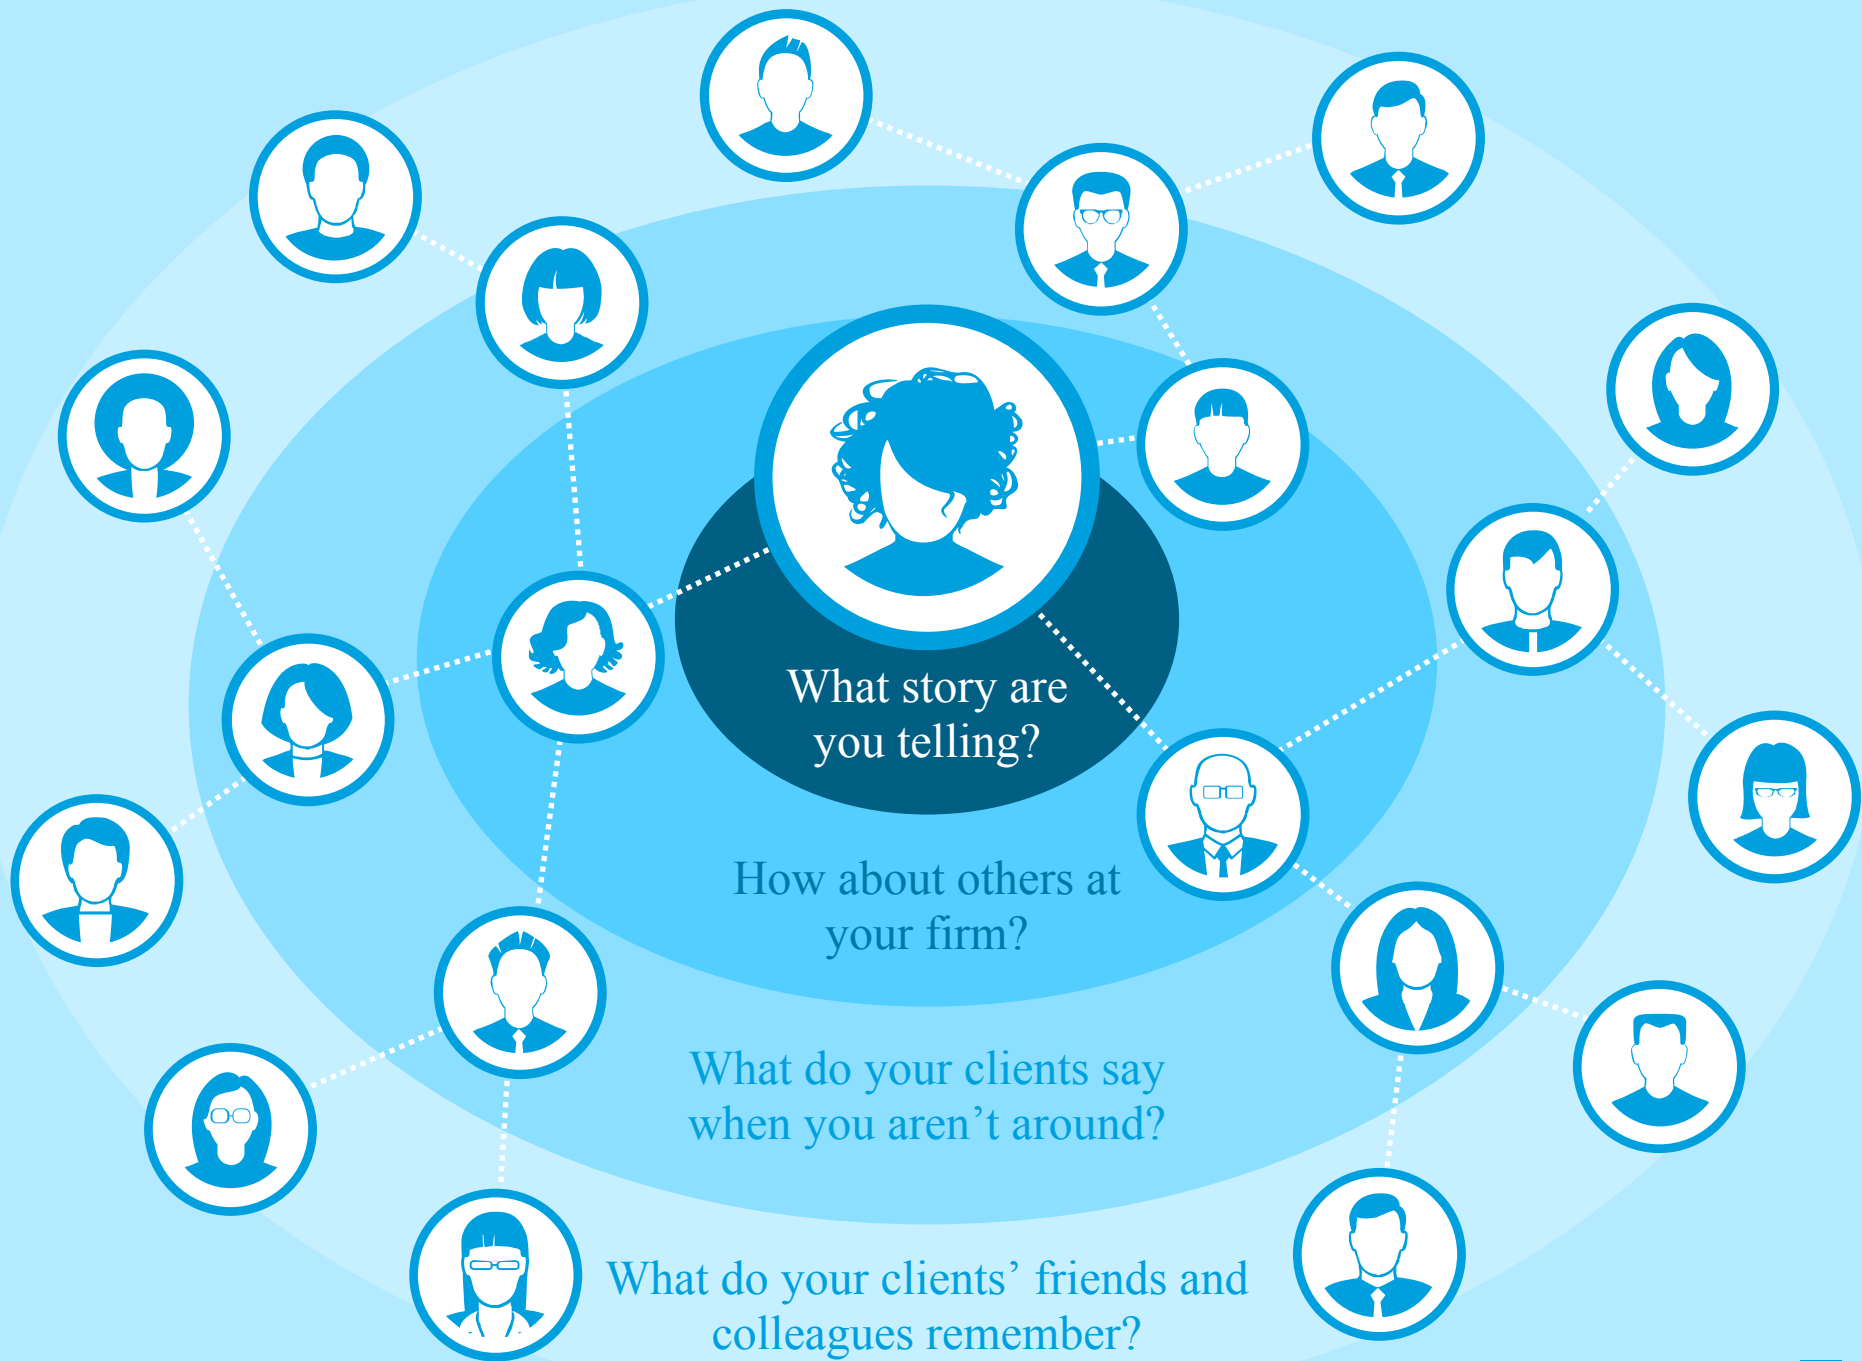 What story are
you telling?
How about others at
your firm?
What do your clients say
when you aren’t around?
What do your clients’ friends and
colleagues remember?